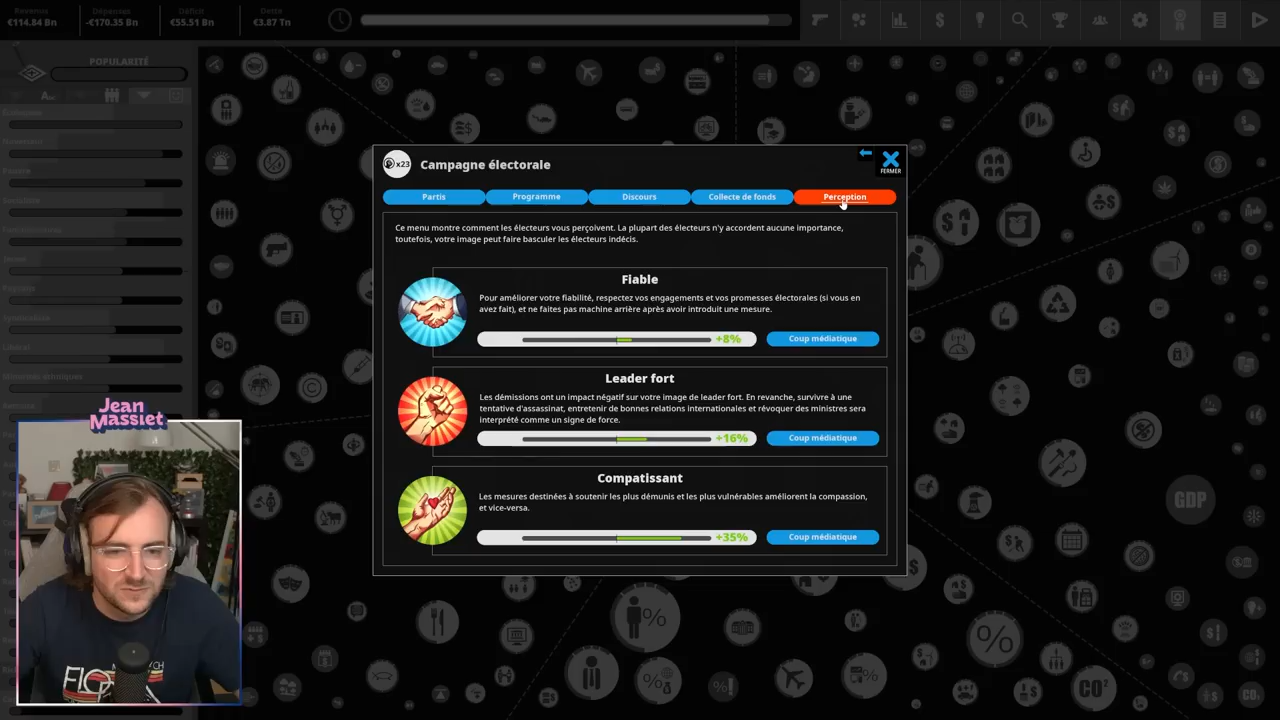 Revenus
Dépenses
Déficit
Dette
€114.84 Bn
-€170.35 Bn
€55.51 Bn
€3.87 Tn
POPULARITÉ
x23
Campagne électorale
FERMER
Partis
Programme
Discours
Collecte de fonds
Perception
Ce menu montre comment les électeurs vous perçoivent. La plupart des électeurs n'y accordent aucune importance,
toutefois, votre image peut faire basculer les électeurs indécis.
Fiable
Pour améliorer votre fiabilité, respectez vos engagements et vos promesses électorales (si vous en
avez fait), et ne faites pas machine arrière après avoir introduit une mesure.
+8%
Coup médiatique
Leader fort
Les démissions ont un impact négatif sur votre image de leader fort. En revanche, survivre à une
tentative d'assassinat, entretenir de bonnes relations internationales et révoquer des ministres sera
interprété comme un signe de force.
+16%
Coup médiatique
Compatissant
Les mesures destinées à soutenir les plus démunis et les plus vulnérables améliorent la compassion,
et vice-versa.
+35%
Coup médiatique
GDP
CO²
Jean
Massiet